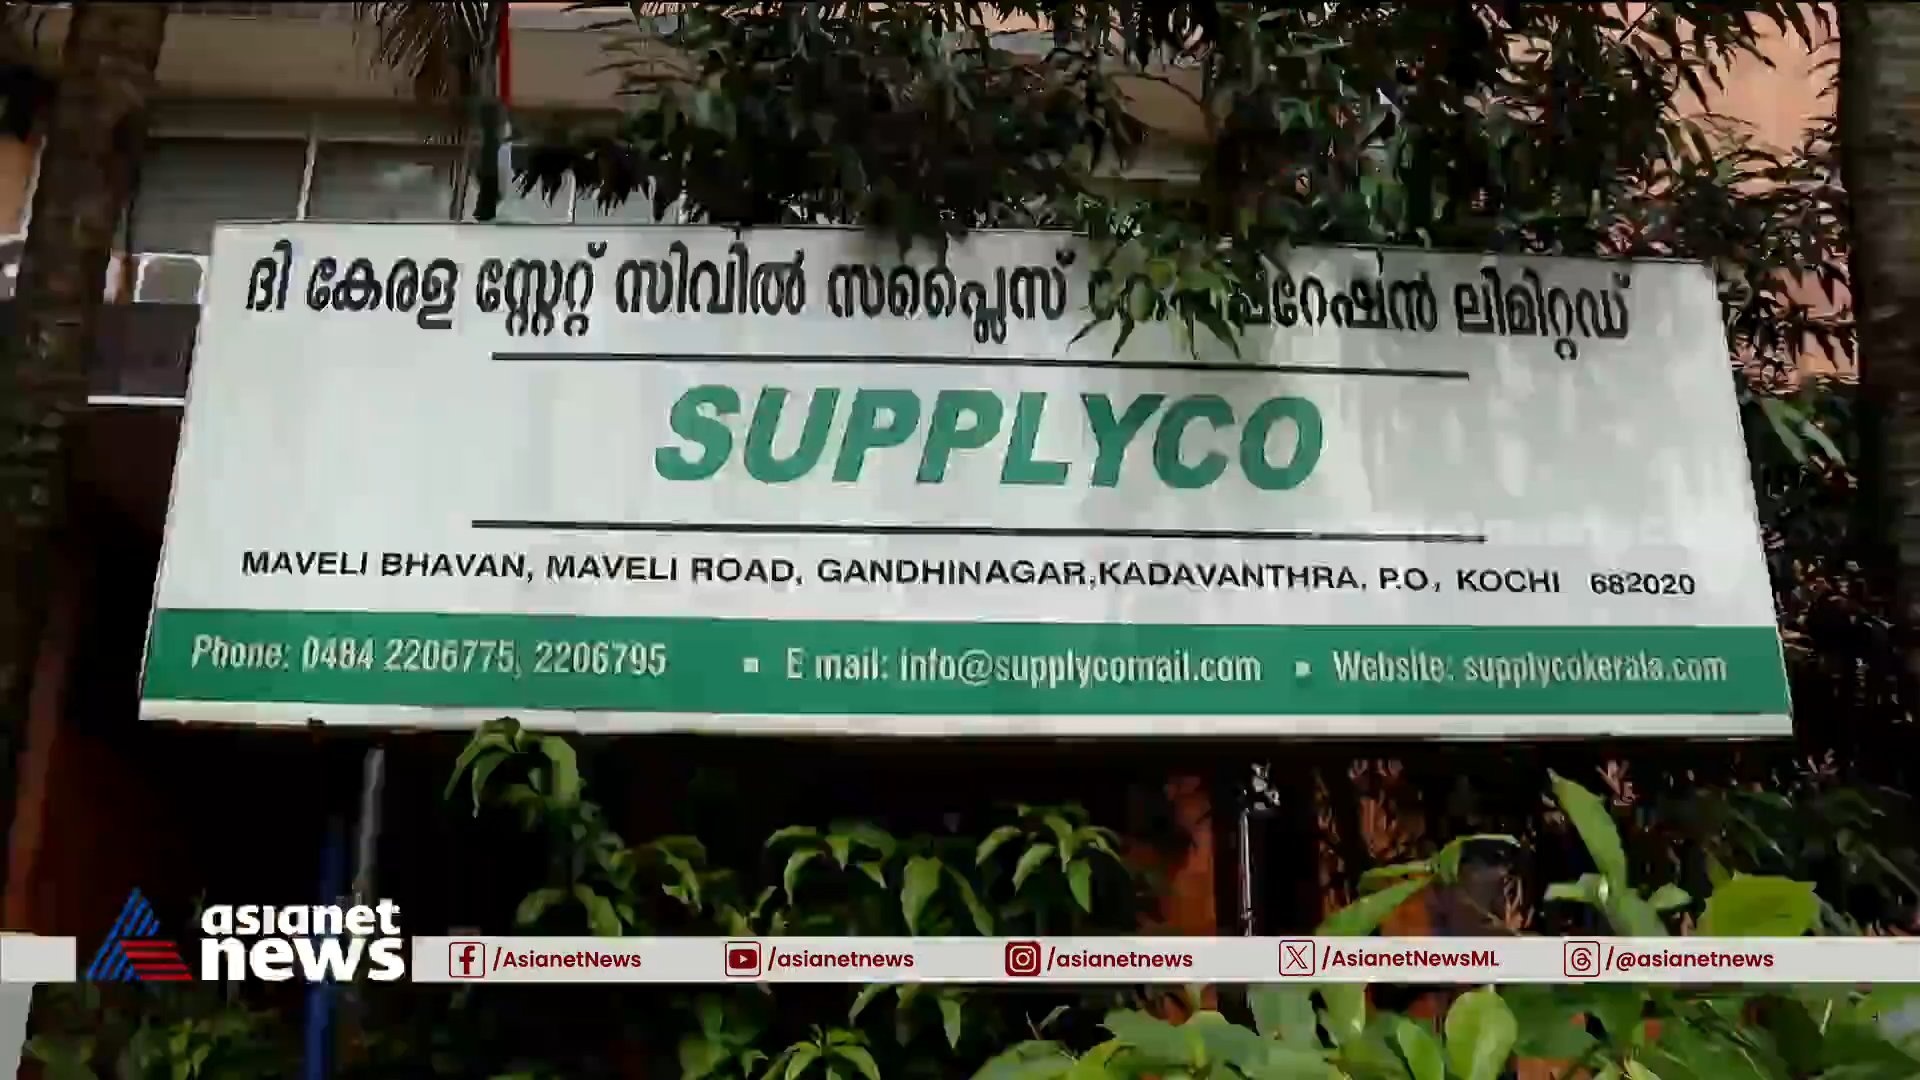 ദി കേരള സ്റ്റേറ്റ് സിവിൽ സപ്ലൈസ് ലിമിറ്റഡ്
SUPPLYCO
MAVELI BHAVAN, MAVELI ROAD, GANDHINAGAR,KADAVANTHRA, P.O, KOCHI 682020
Phone: 0484 2206775, 2206795 ▪ E mail: info@supplycomail.com ▪ Website: supplycokerala.com
asianet
news
/AsianetNews /asianetnews /asianetnews /AsianetNewsML /@asianetnews